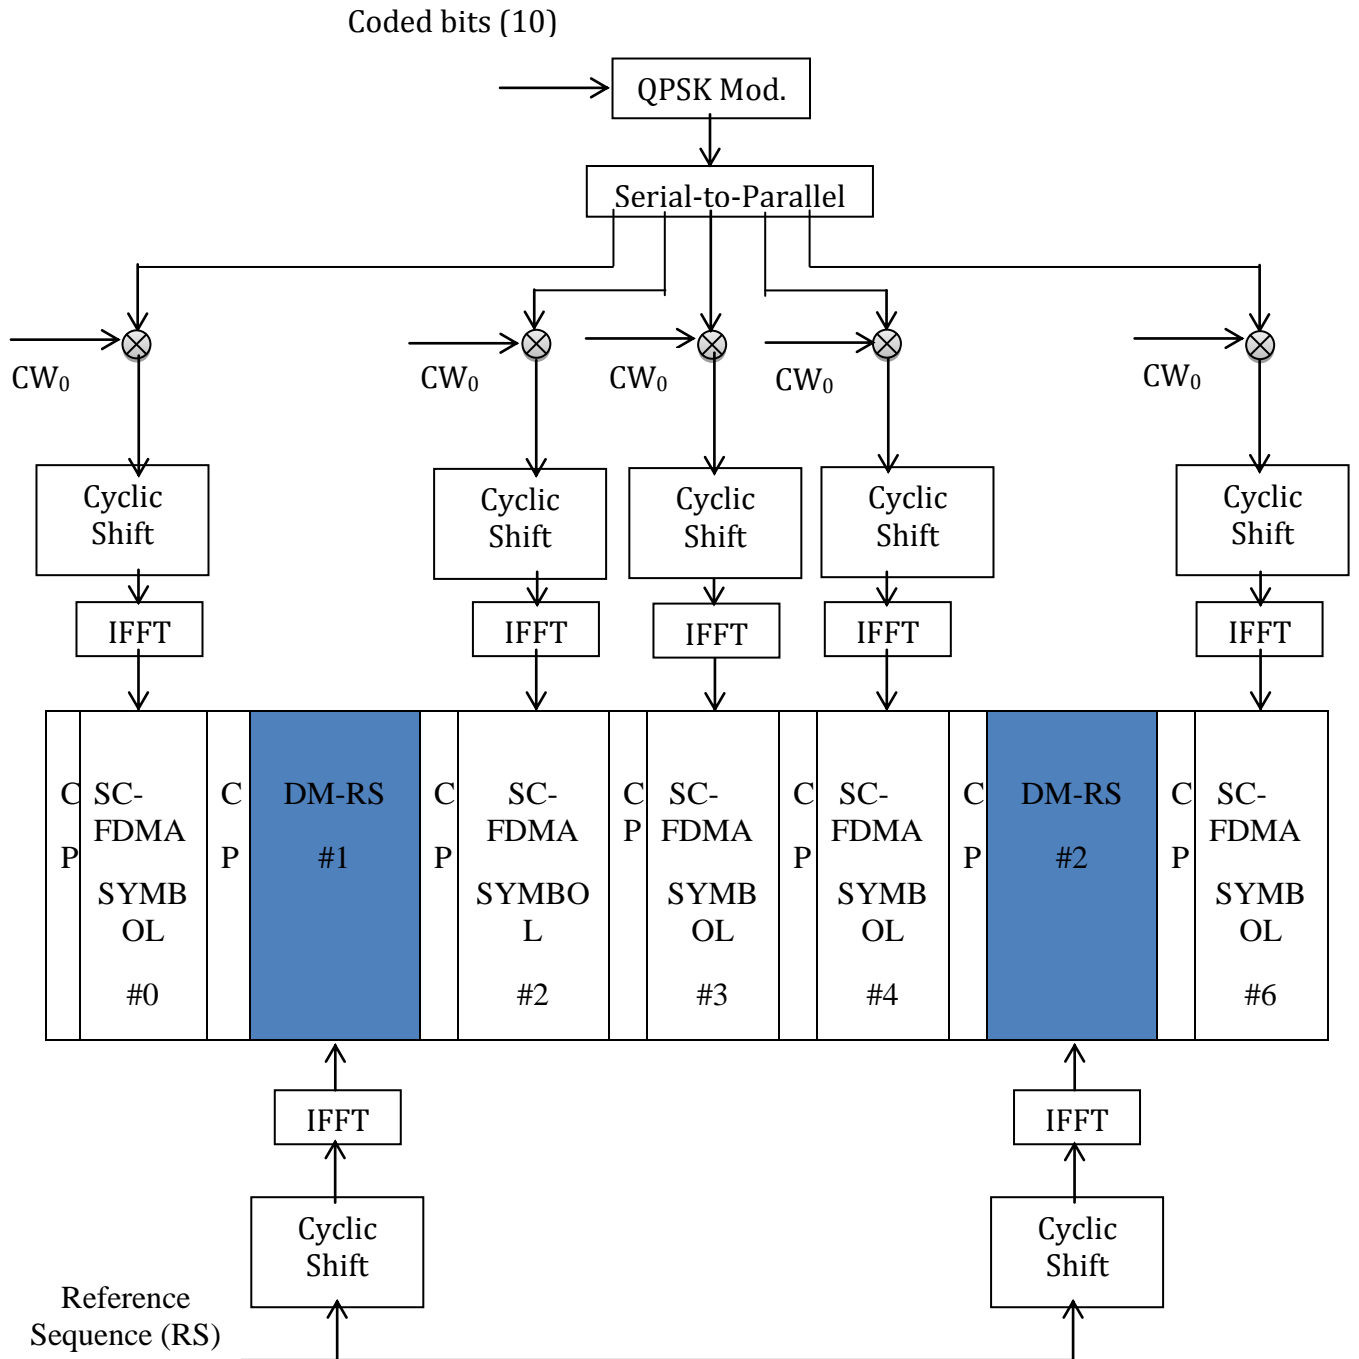 Coded bits (10)
QPSK Mod.
Serial-to-Parallel
CW₀
CW₀
CW₀
CW₀
CW₀
Cyclic
Shift
Cyclic
Shift
Cyclic
Shift
Cyclic
Shift
Cyclic
Shift
IFFT
IFFT
IFFT
IFFT
IFFT
C
P
SC-
FDMA
SYMB
OL
#0
C
P
DM-RS
#1
C
P
SC-
FDMA
SYMBO
L
#2
C
P
SC-
FDMA
SYMB
OL
#3
C
P
SC-
FDMA
SYMB
OL
#4
C
P
DM-RS
#2
C
P
SC-
FDMA
SYMB
OL
#6
IFFT
IFFT
Cyclic
Shift
Cyclic
Shift
Reference
Sequence (RS)